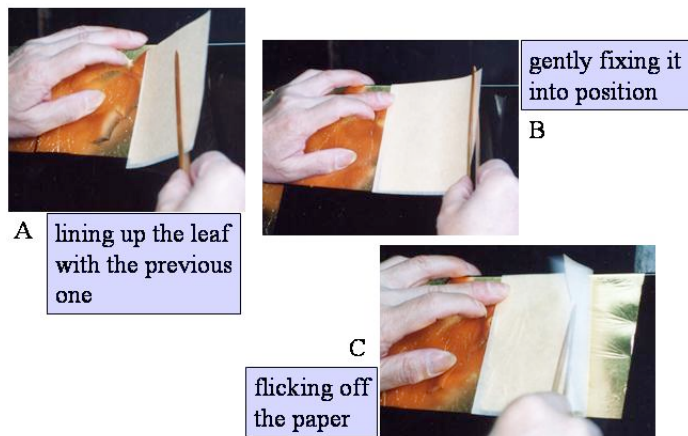 gently fixing it
into position
B
A
lining up the leaf
with the previous
one
C
flicking off
the paper